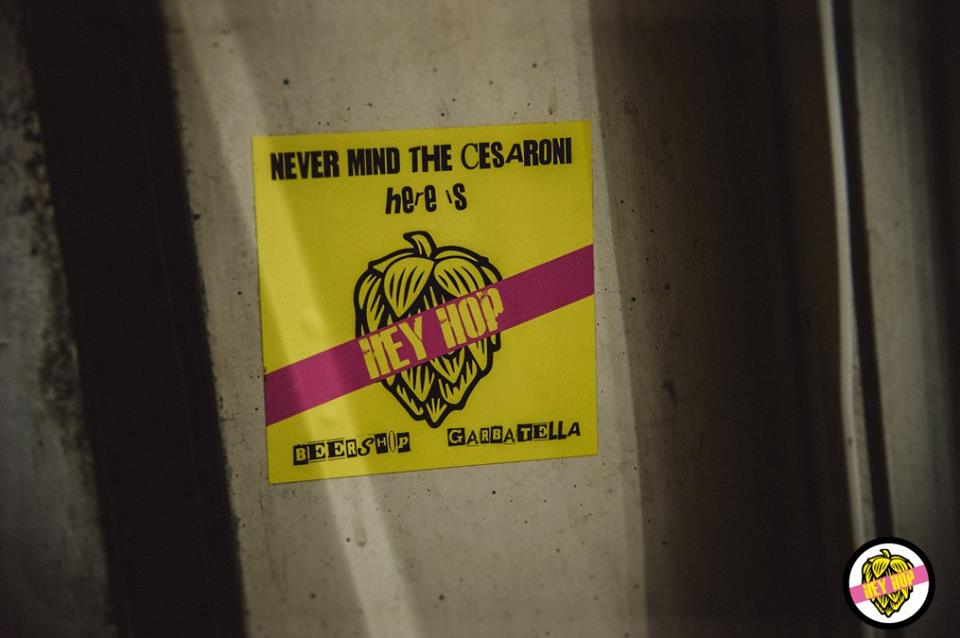 NEVER MIND THE CESARONI
here is
HEY HOP
BEERSHOP GARBATELLA
HEY HOP